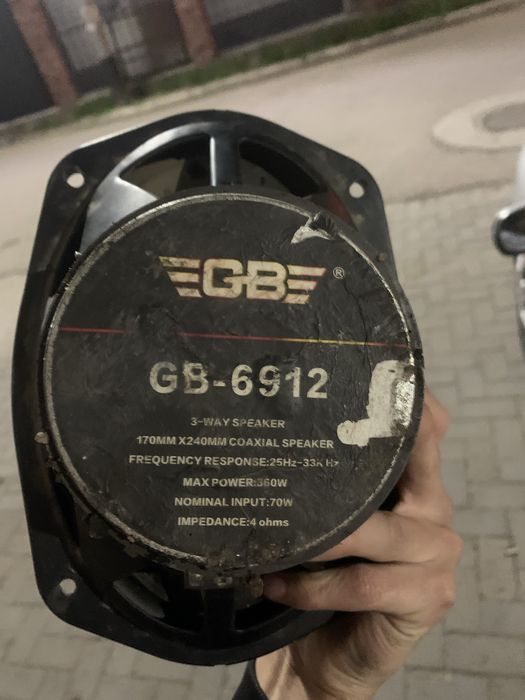 GB ®
GB-6912
3-WAY SPEAKER
170MM X240MM COAXIAL SPEAKER
FREQUENCY RESPONSE:25Hz-33KHz
MAX POWER:360W
NOMINAL INPUT:70W
IMPEDANCE:4 ohms